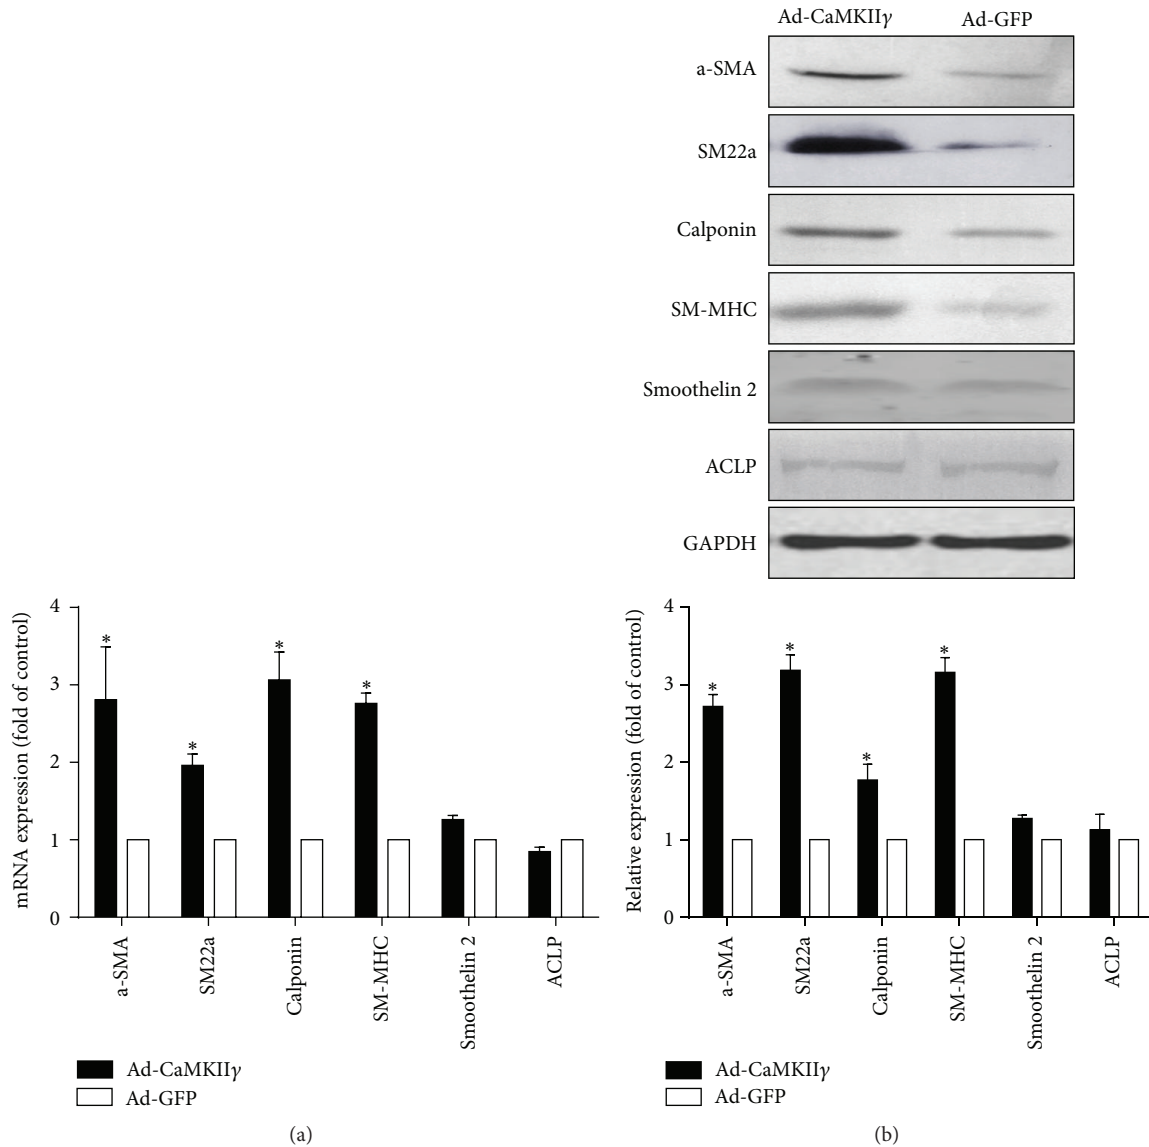 Ad-CaMKIIγ Ad-GFP
a-SMA
SM22a
Calponin
SM-MHC
Smoothelin 2
ACLP
GAPDH
mRNA expression (fold of control)
4
3
2
1
0
* * * *
a-SMA
SM22a
Calponin
SM-MHC
Smoothelin 2
ACLP
Ad-CaMKIIγ
Ad-GFP
(a)
Relative expression (fold of control)
4
3
2
1
0
* * * *
a-SMA
SM22a
Calponin
SM-MHC
Smoothelin 2
ACLP
Ad-CaMKIIγ
Ad-GFP
(b)